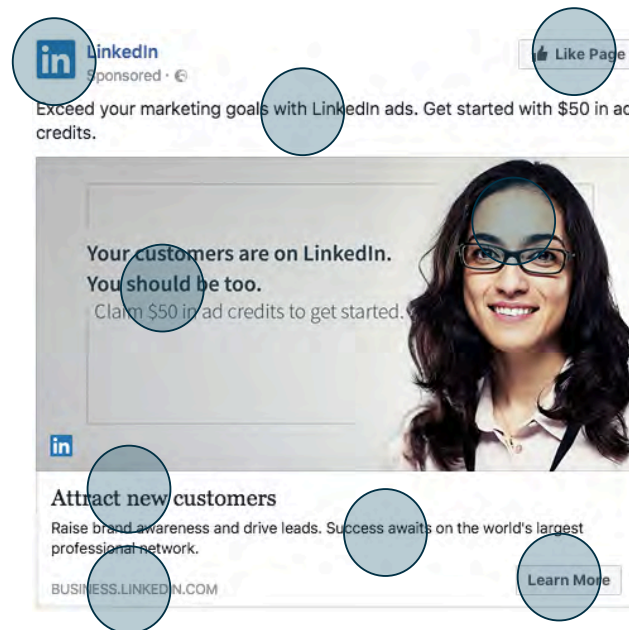 in LinkedIn
Like Page
Sponsored ·
Exceed your marketing goals with LinkedIn ads. Get started with $50 in ad
credits.
Your customers are on LinkedIn.
You should be too.
Claim $50 in ad credits to get started.
in
Attract new customers
Raise brand awareness and drive leads. Success awaits on the world's largest
professional network.
BUSINESS.LINKEDIN.COM
Learn More